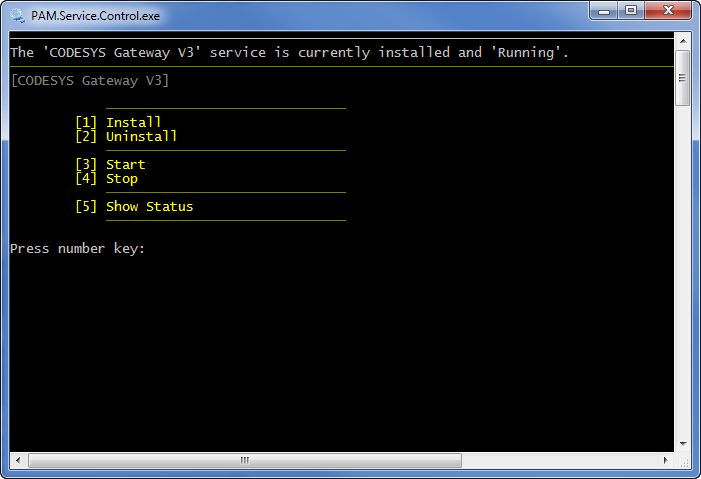 PAM.Service.Control.exe
The 'CODESYS Gateway V3' service is currently installed and 'Running'.
[CODESYS Gateway V3]
[1] Install
[2] Uninstall
[3] Start
[4] Stop
[5] Show Status
Press number key: